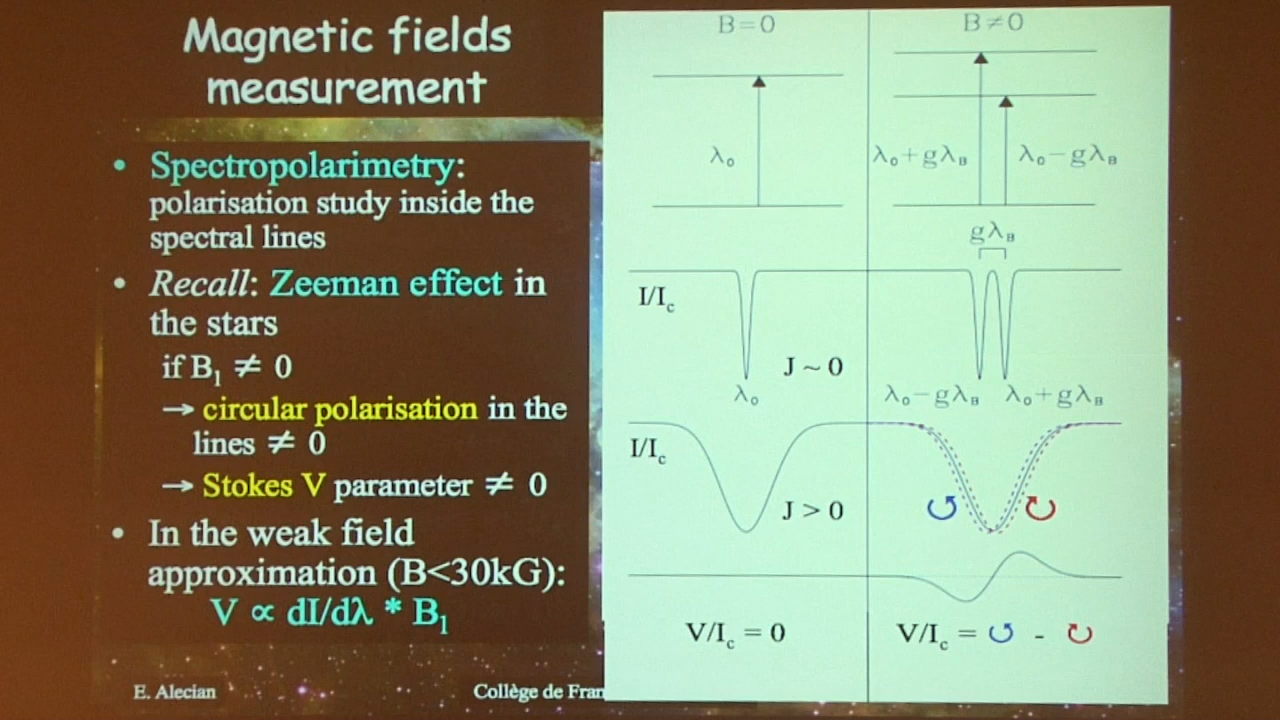 Magnetic fields
measurement
• Spectropolarimetry:
polarisation study inside the
spectral lines
• Recall: Zeeman effect in
the stars
if B₁ ≠ 0
→ circular polarisation in the
lines ≠ 0
→ Stokes V parameter ≠ 0
• In the weak field
approximation (B<30kG):
V ∝ dI/dλ * B₁
E. Alecian
Collège de Fran
B=0
B≠0
λ₀
λ₀+gλ_B
λ₀-gλ_B
gλ_B
I/I_c
J ~ 0
λ₀
λ₀-gλ_B
λ₀+gλ_B
I/I_c
J > 0
↺
↻
V/I_c = 0
V/I_c = ↺ - ↻